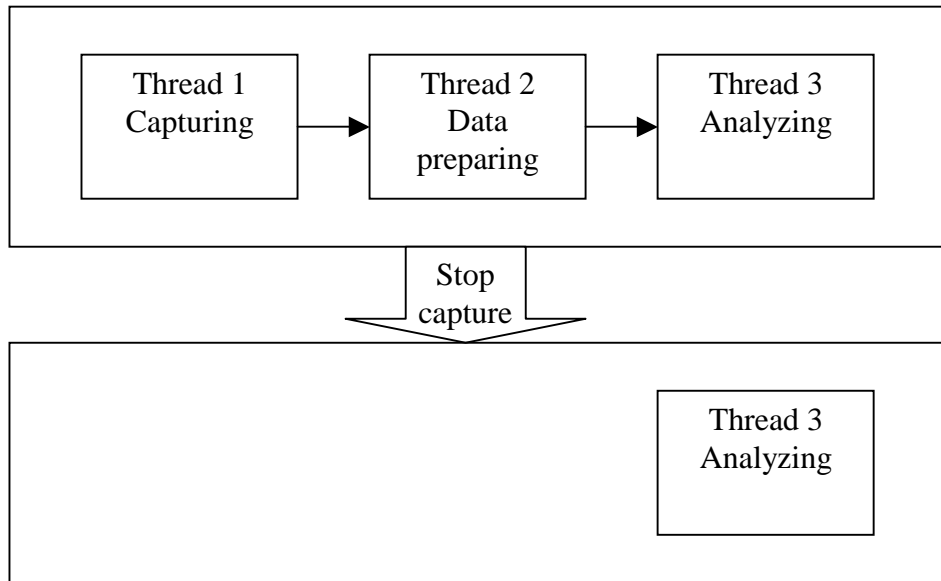 Thread 1
Capturing
Thread 2
Data
preparing
Thread 3
Analyzing
Stop
capture
Thread 3
Analyzing